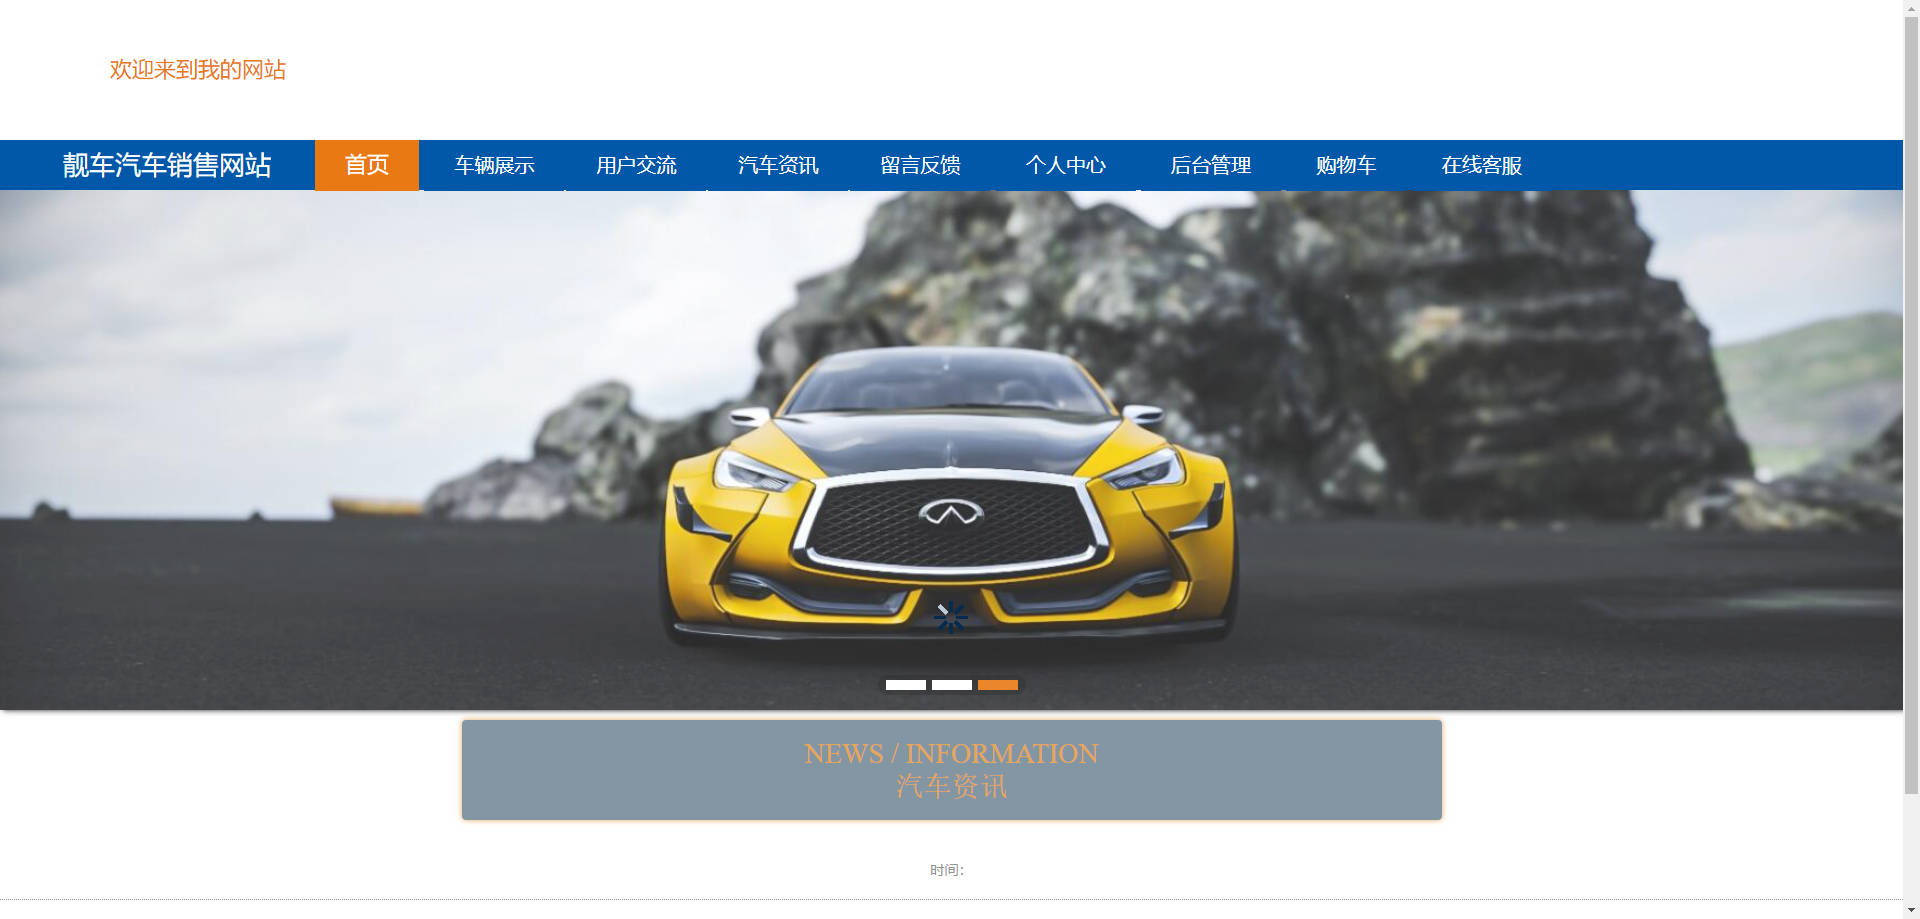 欢迎来到我的网站
靓车汽车销售网站 首页 车辆展示 用户交流 汽车资讯 留言反馈 个人中心 后台管理 购物车 在线客服
NEWS / INFORMATION
汽车资讯
时间：